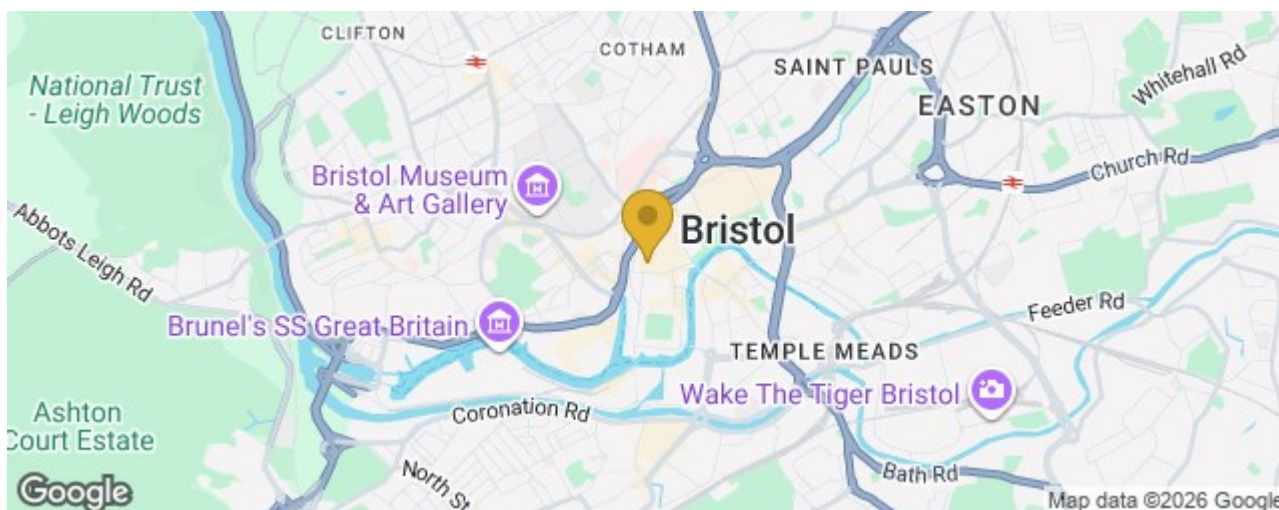 CLIFTON
COTHAM
National Trust
- Leigh Woods
SAINT PAULS
Whitehall Rd
EASTON
Church Rd
Bristol Museum
& Art Gallery
Abbots Leigh Rd
Bristol
Brunel's SS Great Britain
Feeder Rd
TEMPLE MEADS
Wake The Tiger Bristol
Ashton
Court Estate
Coronation Rd
North St
Bath Rd
Google
Map data ©2026 Google